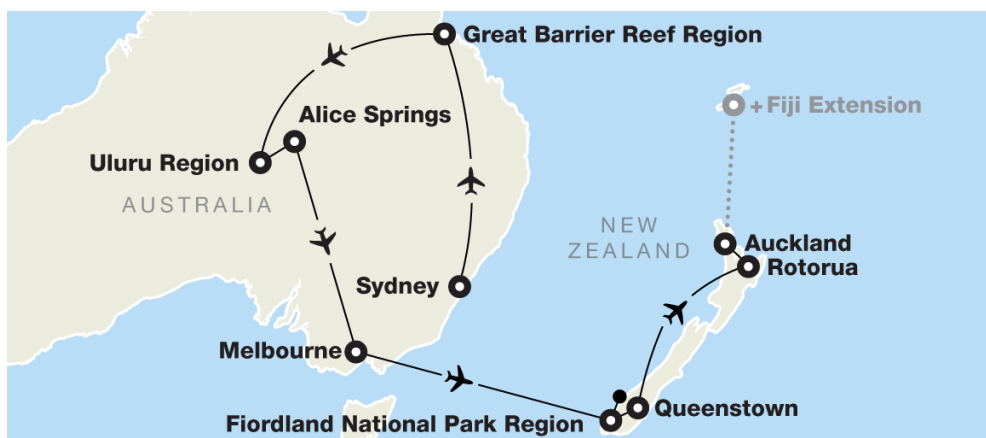 Great Barrier Reef Region
+ Fiji Extension
Alice Springs
Uluru Region
AUSTRALIA
NEW
ZEALAND
Auckland
Rotorua
Sydney
Melbourne
Queenstown
Fiordland National Park Region